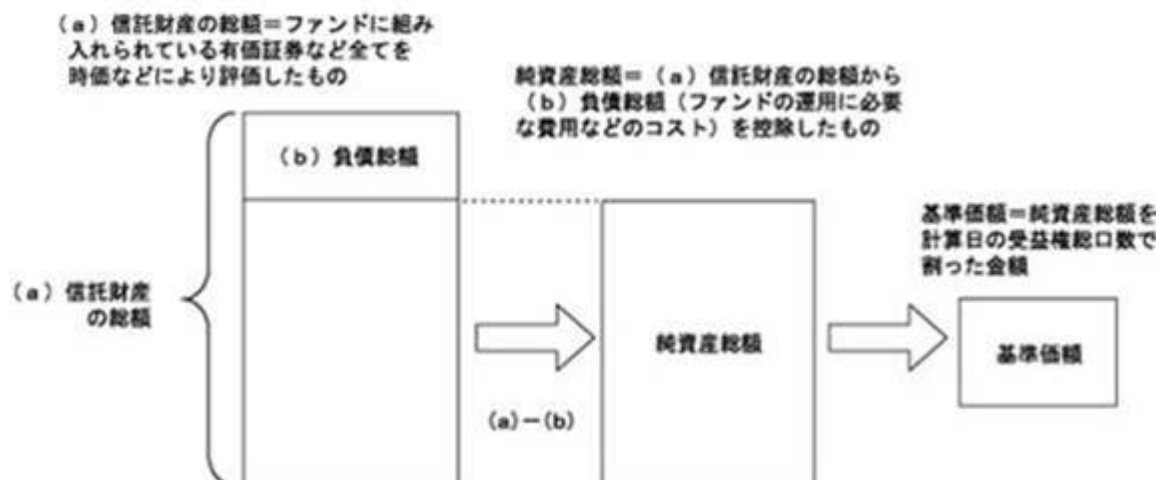 （a）信託財産の総額＝ファンドに組み
入れられている有価証券など全てを
時価などにより評価したもの
純資産総額＝（a）信託財産の総額から
（b）負債総額（ファンドの運用に必要
な費用などのコスト）を控除したもの
（b）負債総額
基準価額＝純資産総額を
計算日の受益権総口数で
割った金額
（a）信託財産
の総額
純資産総額
基準価額
(a)－(b)